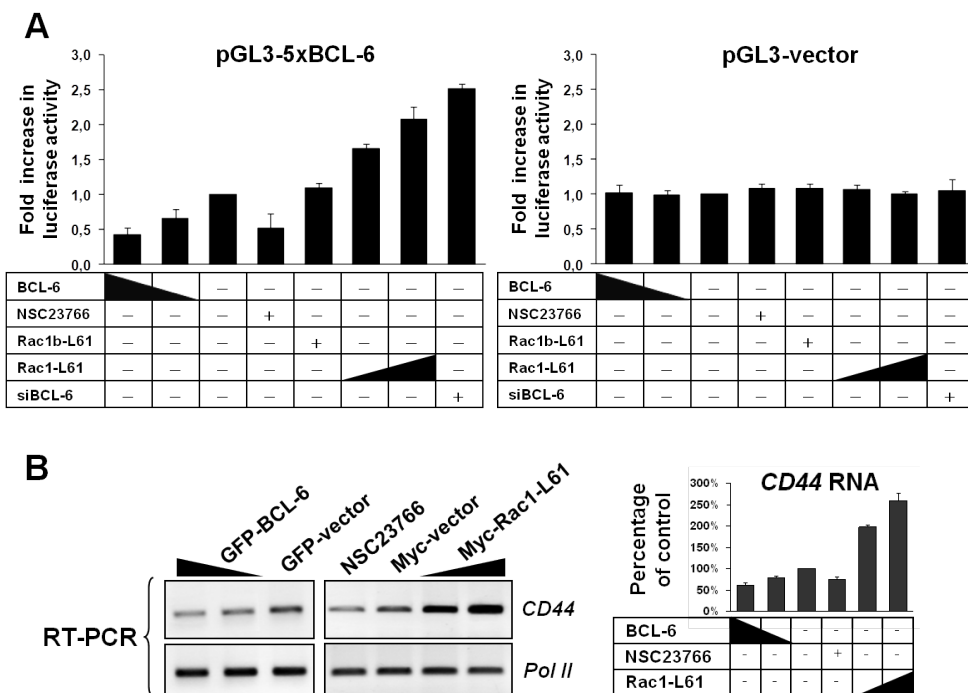 A
pGL3-5xBCL-6
Fold increase in
luciferase activity
3,0
2,5
2,0
1,5
1,0
0,5
0,0
BCL-6 – – – – – –
NSC23766 – – – + – – – –
Rac1b-L61 – – – – + – – –
Rac1-L61 – – – – – –
siBCL-6 – – – – – – – +
pGL3-vector
Fold increase in
luciferase activity
3,0
2,5
2,0
1,5
1,0
0,5
0,0
BCL-6 – – – – – –
NSC23766 – – – + – – – –
Rac1b-L61 – – – – + – – –
Rac1-L61 – – – – – –
siBCL-6 – – – – – – – +
B
GFP-BCL-6
GFP-vector
NSC23766
Myc-vector
Myc-Rac1-L61
RT-PCR
CD44
Pol II
CD44 RNA
Percentage
of control
300%
250%
200%
150%
100%
50%
0%
BCL-6 - - - -
NSC23766 - - - + - -
Rac1-L61 - - - -